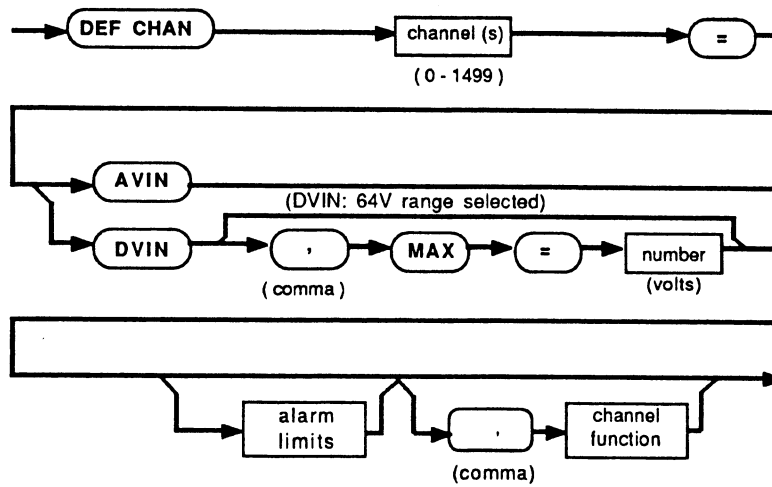 DEF CHAN channel (s) =
( 0 - 1499 )
AVIN
(DVIN: 64V range selected)
DVIN , MAX = number
( comma ) (volts)
alarm limits , channel function
(comma)